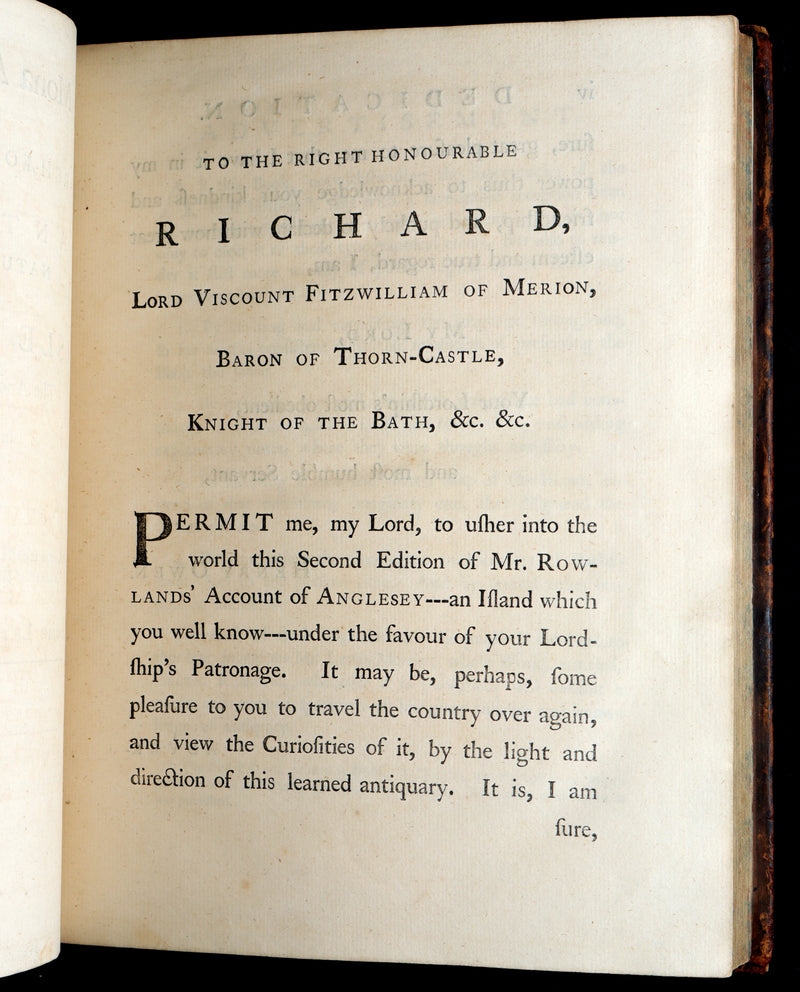 TO THE RIGHT HONOURABLE
RICHARD,
LORD VISCOUNT FITZWILLIAM OF MERION,
BARON OF THORN-CASTLE,
KNIGHT OF THE BATH, &c. &c.
PERMIT me, my Lord, to uſher into the
world this Second Edition of Mr. ROW-
LANDS' Account of ANGLESEY---an Iſland which
you well know---under the favour of your Lord-
ſhip's Patronage. It may be, perhaps, ſome
pleaſure to you to travel the country over again,
and view the Curioſities of it, by the light and
direction of this learned antiquary. It is, I am
ſure,